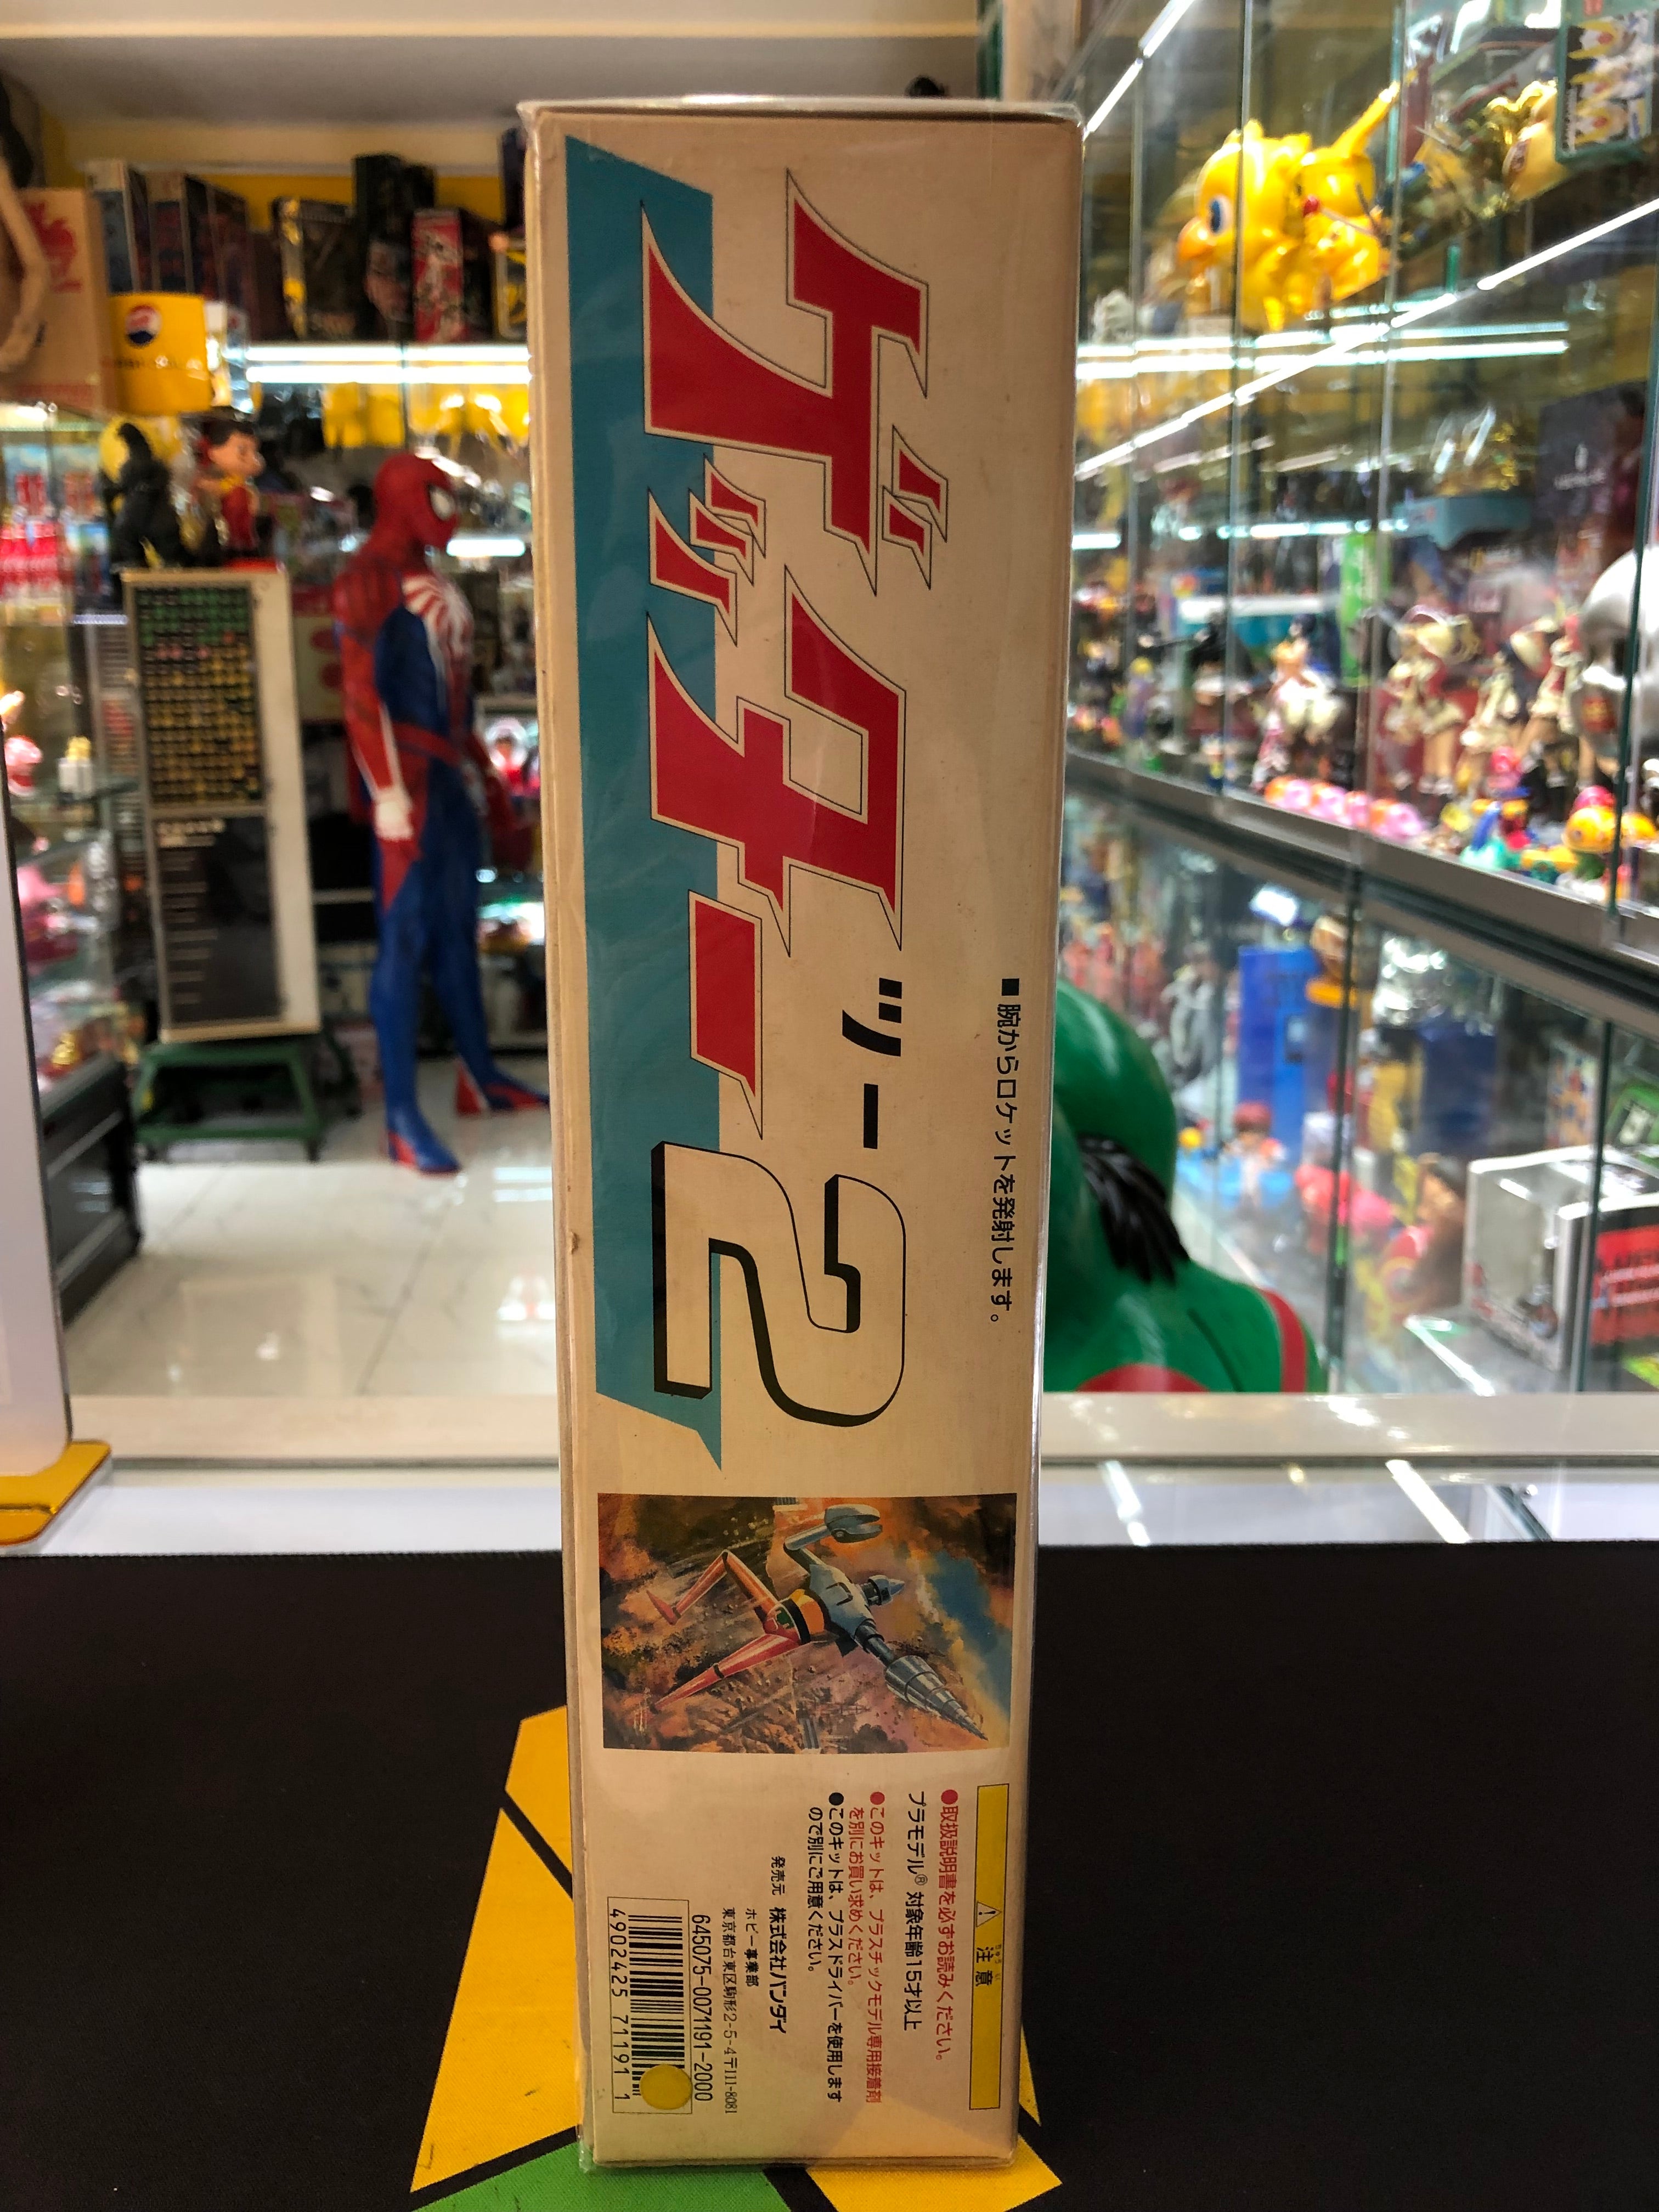 ■腕からロケットを発射します。
ゲッター
ツー
2
⚠注意
ちゅう い
●取扱説明書を必ずお読みください。
プラモデル® 対象年齢15才以上
●このキットは、プラスチックモデル専用接着剤
を別にお買い求めください。
●このキットは、プラスドライバーを使用します
ので別にご用意ください。
発売元 株式会社バンダイ
ホビー事業部
東京都台東区駒形2-5-4〒111-8081
645075-0071191-2000
4902425 711911